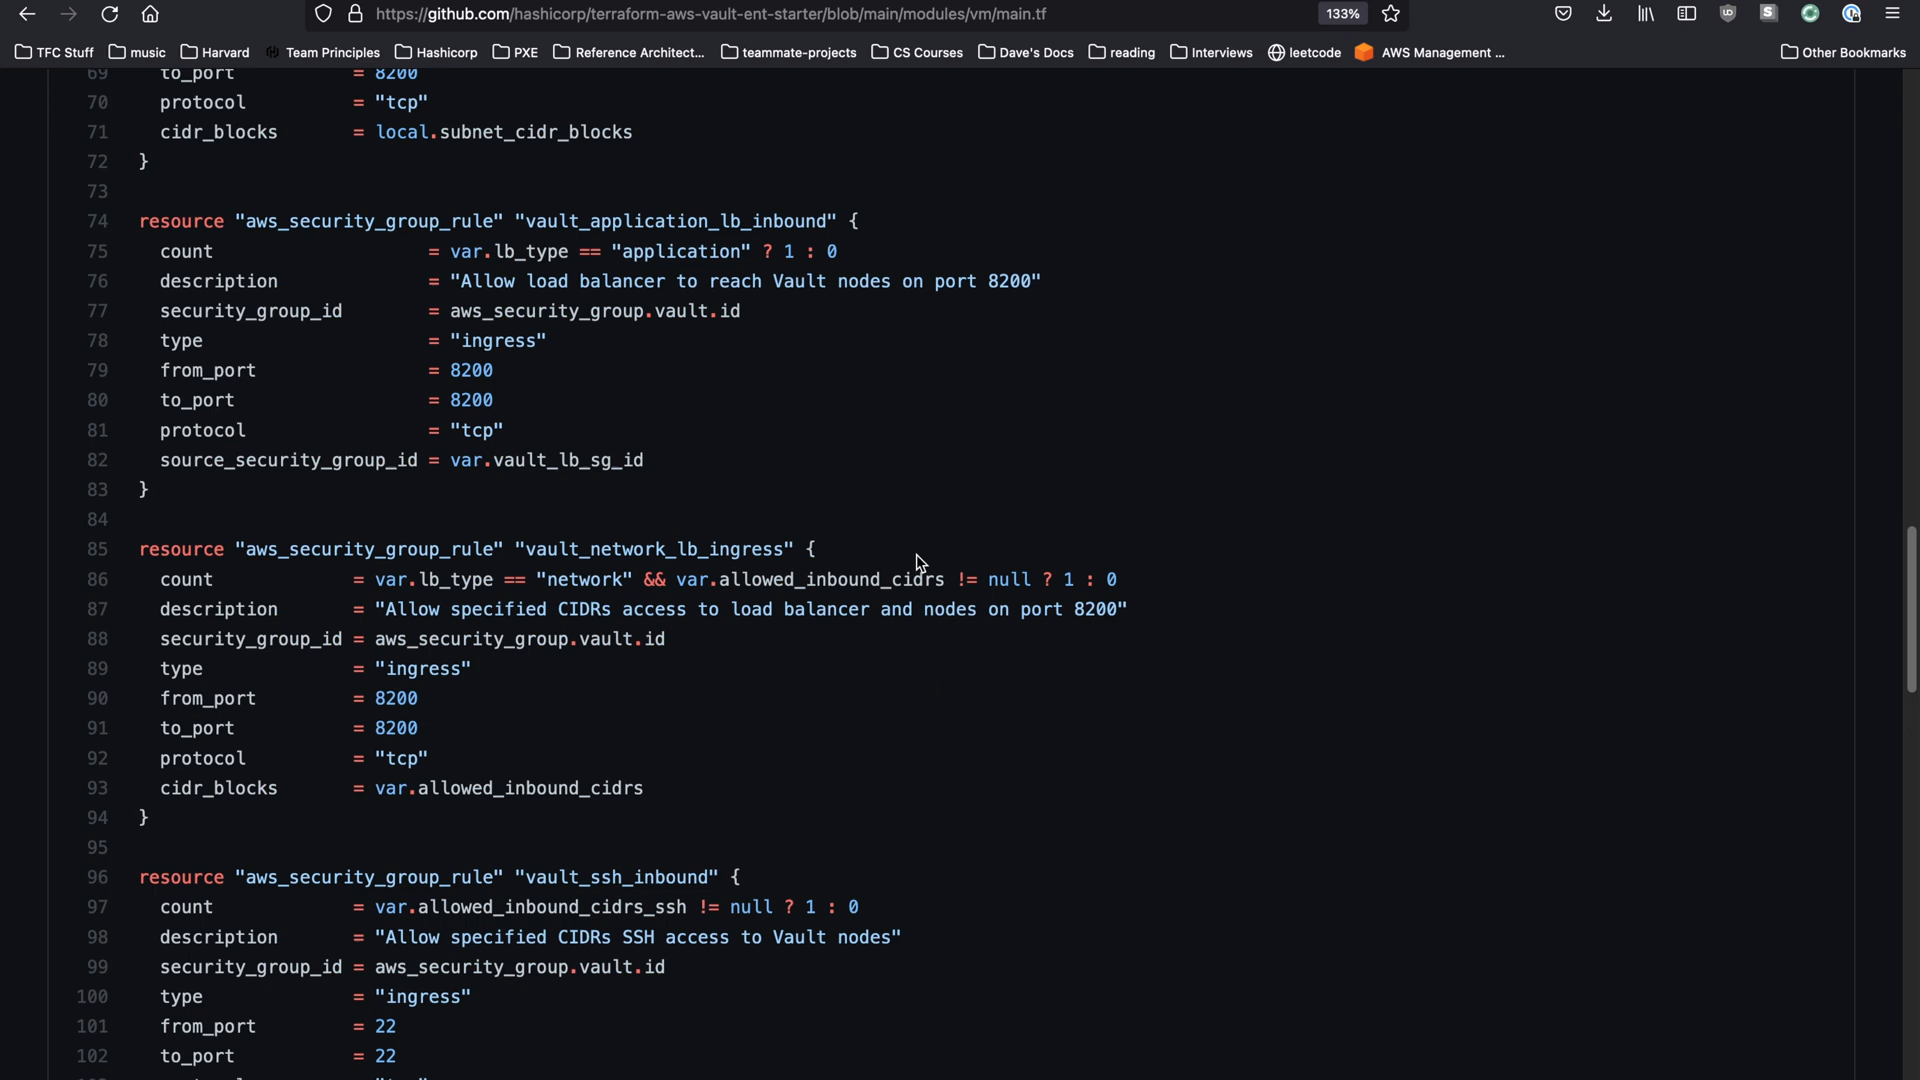 https://github.com/hashicorp/terraform-aws-vault-ent-starter/blob/main/modules/vm/main.tf 133%
TFC Stuff music Harvard Team Principles Hashicorp PXE Reference Architect... teammate-projects CS Courses Dave's Docs reading Interviews leetcode AWS Management ... Other Bookmarks
69 to_port = 8200
70 protocol = "tcp"
71 cidr_blocks = local.subnet_cidr_blocks
72 }
73
74 resource "aws_security_group_rule" "vault_application_lb_inbound" {
75 count = var.lb_type == "application" ? 1 : 0
76 description = "Allow load balancer to reach Vault nodes on port 8200"
77 security_group_id = aws_security_group.vault.id
78 type = "ingress"
79 from_port = 8200
80 to_port = 8200
81 protocol = "tcp"
82 source_security_group_id = var.vault_lb_sg_id
83 }
84
85 resource "aws_security_group_rule" "vault_network_lb_ingress" {
86 count = var.lb_type == "network" && var.allowed_inbound_cidrs != null ? 1 : 0
87 description = "Allow specified CIDRs access to load balancer and nodes on port 8200"
88 security_group_id = aws_security_group.vault.id
89 type = "ingress"
90 from_port = 8200
91 to_port = 8200
92 protocol = "tcp"
93 cidr_blocks = var.allowed_inbound_cidrs
94 }
95
96 resource "aws_security_group_rule" "vault_ssh_inbound" {
97 count = var.allowed_inbound_cidrs_ssh != null ? 1 : 0
98 description = "Allow specified CIDRs SSH access to Vault nodes"
99 security_group_id = aws_security_group.vault.id
100 type = "ingress"
101 from_port = 22
102 to_port = 22